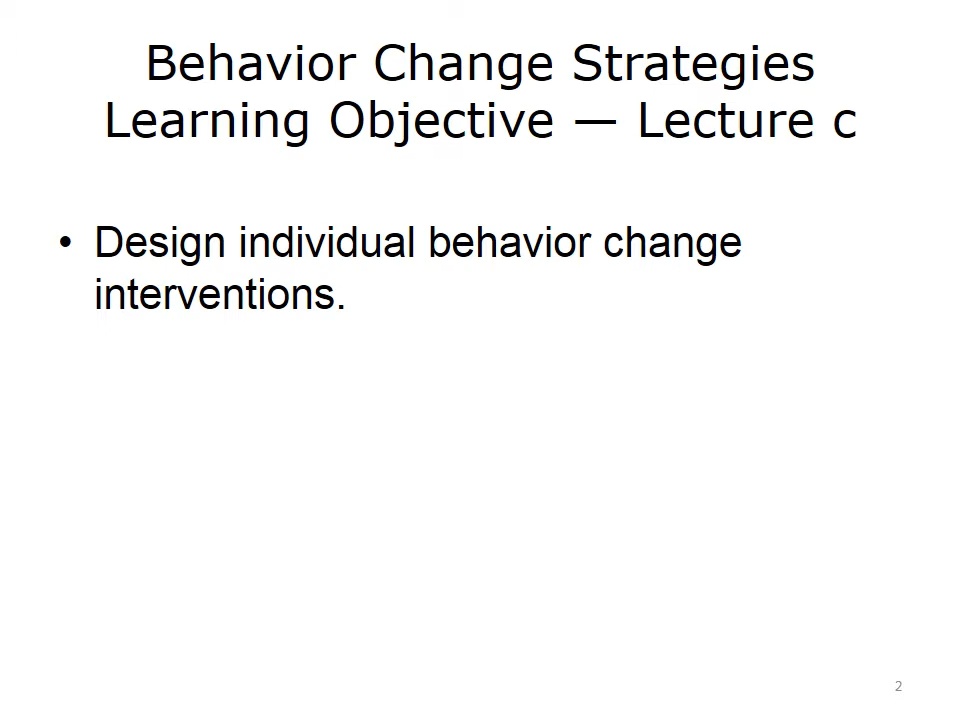 Behavior Change Strategies
Learning Objective — Lecture c
• Design individual behavior change
interventions.
2